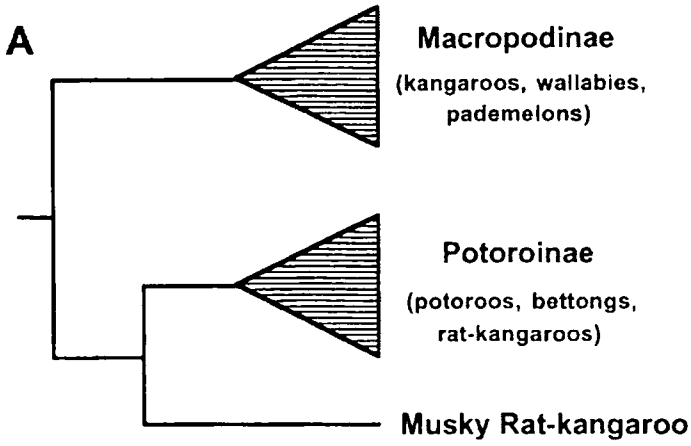 A
Macropodinae
(kangaroos, wallabies,
pademelons)
Potoroinae
(potoroos, bettongs,
rat-kangaroos)
Musky Rat-kangaroo